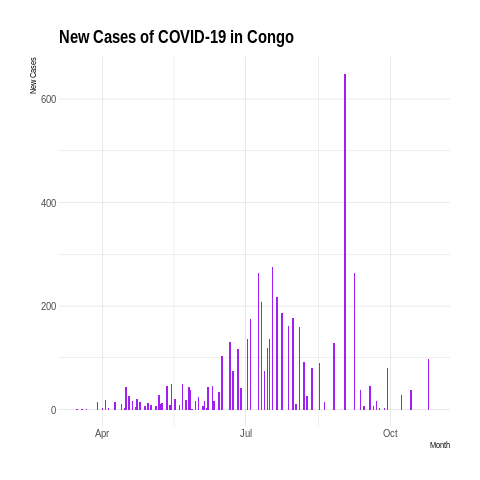 New Cases of COVID-19 in Congo
New Cases
600
400
200
0
Apr
Jul
Oct
Month